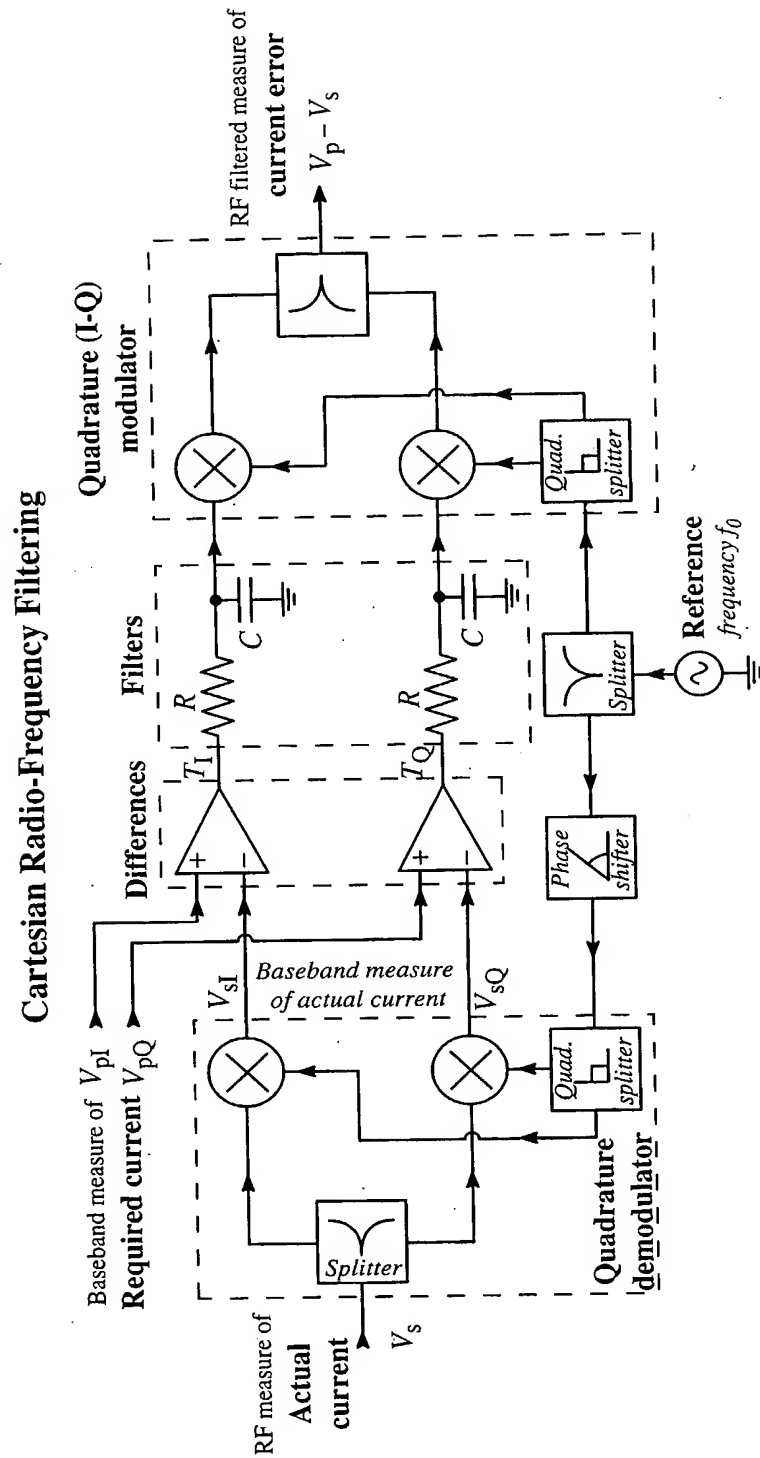 Cartesian Radio-Frequency Filtering
Baseband measure of V_pI
Required current V_pQ
RF measure of
Actual
current
V_s
Splitter
V_sI
Baseband measure
of actual current
V_sQ
Quad.
splitter
Quadrature
demodulator
Differences
+
−
+
−
T_I
T_Q
Filters
R
C
R
C
Phase
shifter
Splitter
Reference
frequency f_0
Quadrature (I-Q)
modulator
Quad.
splitter
RF filtered measure of
current error
V_p – V_s